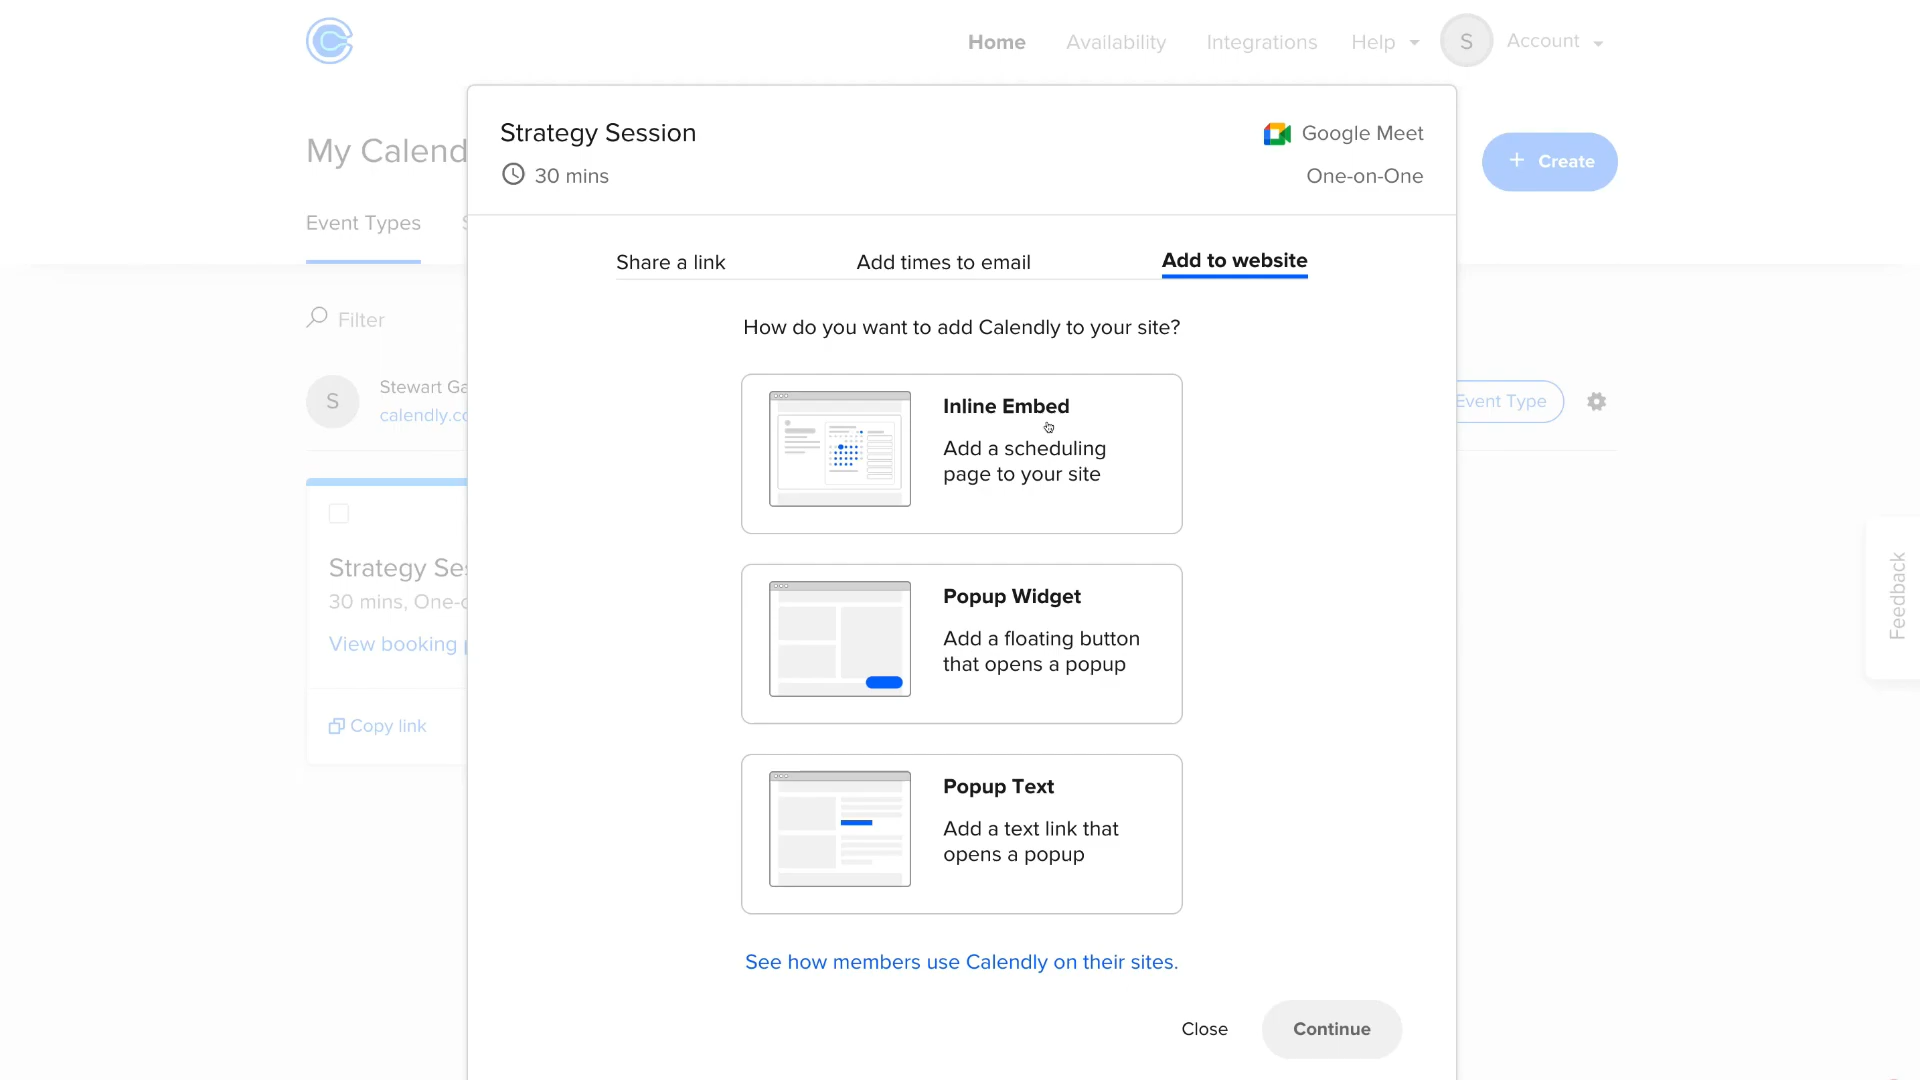 Home
Availability
Integrations
Help
S
Account
My Calend
+ Create
Event Types
Filter
S
Stewart Ga
calendly.co
Event Type
Strategy Ses
30 mins, One-o
View booking p
Copy link
Feedback
Strategy Session
30 mins
Google Meet
One-on-One
Share a link
Add times to email
Add to website
How do you want to add Calendly to your site?
Inline Embed
Add a scheduling
page to your site
Popup Widget
Add a floating button
that opens a popup
Popup Text
Add a text link that
opens a popup
See how members use Calendly on their sites.
Close
Continue